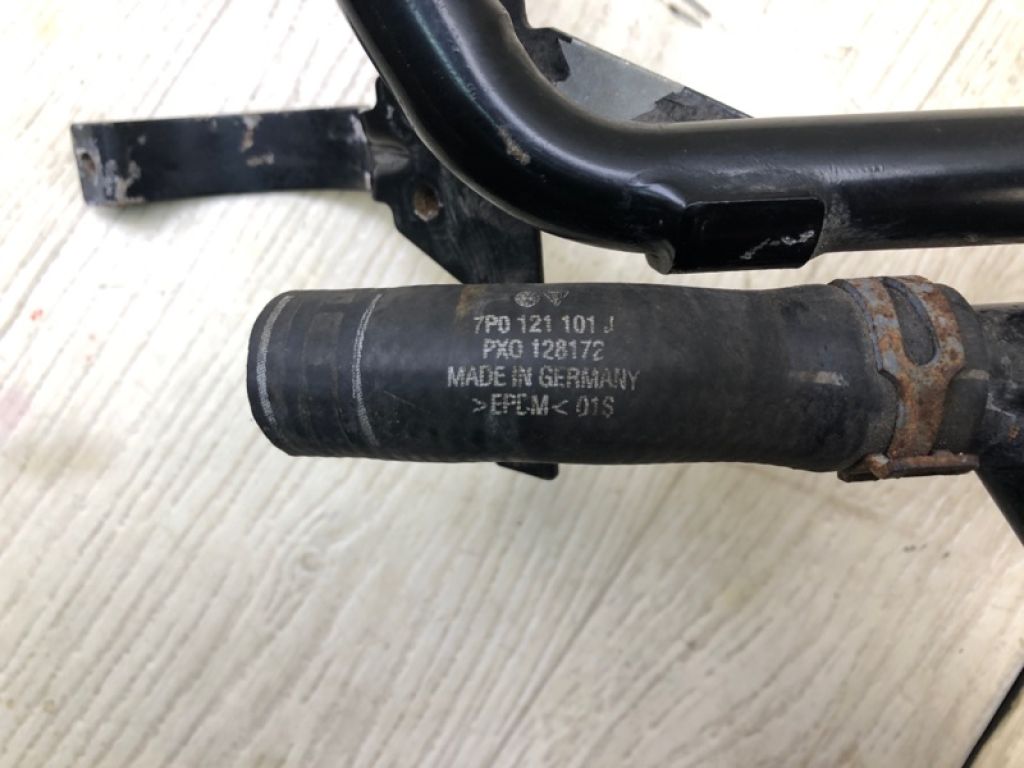 7P0 121 101 J
PX0 128172
MADE IN GERMANY
>EPDM< 01S